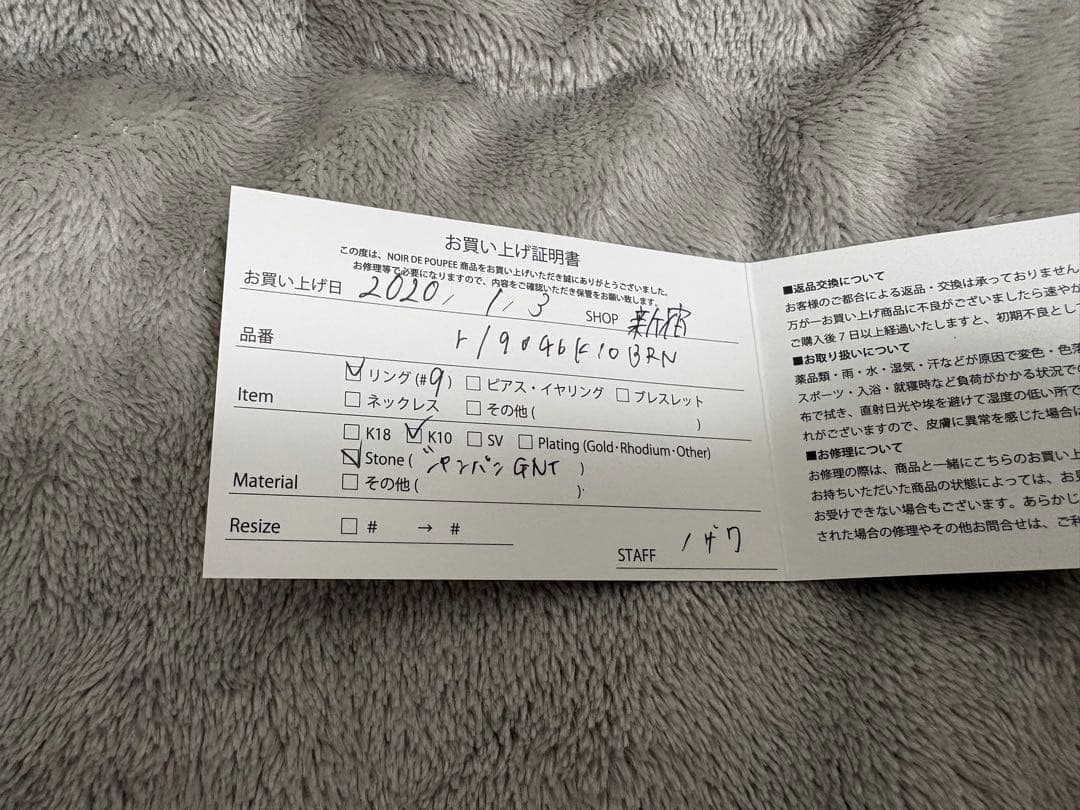 お買い上げ証明書
この度は、NOIR DE POUPEE 商品をお買い上げいただき誠にありがとうございました。
お修理等で必要になりますので、内容をご確認いただき保管をお願い致します。
お買い上げ日 2020, 1, 3 SHOP 新宿
品番 r19046K10BRN
Item
☑ リング (#9) □ ピアス・イヤリング □ ブレスレット
□ ネックレス □ その他 ( )
Material
□ K18 ☑ K10 □ SV □ Plating (Gold・Rhodium・Other)
☑ Stone ( シャンパンGNT )
□ その他 ( )
Resize □ # → #
STAFF
■返品交換について
お客様のご都合による返品・交換は承っておりません
万が一お買い上げ商品に不良がございましたら速やか
ご購入後7日以上経過いたしますと、初期不良として
■お取り扱いについて
薬品類・雨・水・湿気・汗などが原因で変色・色落
スポーツ・入浴・就寝時など負荷がかかる状況での
布で拭き、直射日光や埃を避けて湿度の低い所で
れがございますので、皮膚に異常を感じた場合は
■お修理について
お修理の際は、商品と一緒にこちらのお買い上
お持ちいただいた商品の状態によっては、お見
お受けできない場合もございます。あらかじ
された場合の修理やその他お問合せは、ご利